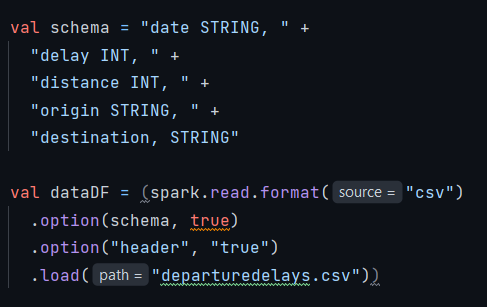 val schema = "date STRING, " +
"delay INT, " +
"distance INT, " +
"origin STRING, " +
"destination, STRING"
val dataDF = (spark.read.format( source = "csv")
.option(schema, true)
.option("header", "true")
.load( path = "departuredelays.csv"))